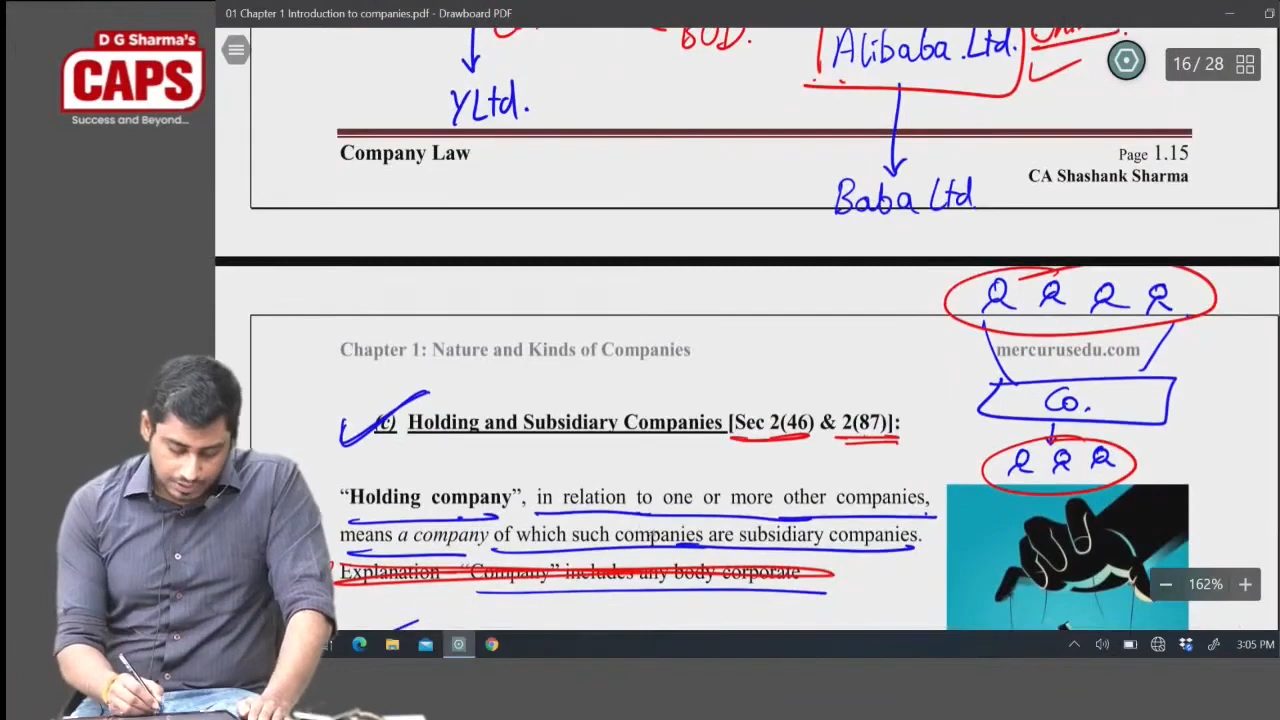 01 Chapter 1 Introduction to companies.pdf - Drawboard PDF
D G Sharma's
CAPS
Success and Beyond...
BOD.
Alibaba Ltd.
16 / 28
Y Ltd.
Company Law
Page 1.15
CA Shashank Sharma
Baba Ltd
Chapter 1: Nature and Kinds of Companies
mercurusedu.com
Co.
(c) Holding and Subsidiary Companies [Sec 2(46) & 2(87)]:
“Holding company”, in relation to one or more other companies,
means a company of which such companies are subsidiary companies.
Explanation “Company” includes any body corporate
162%
3:05 PM